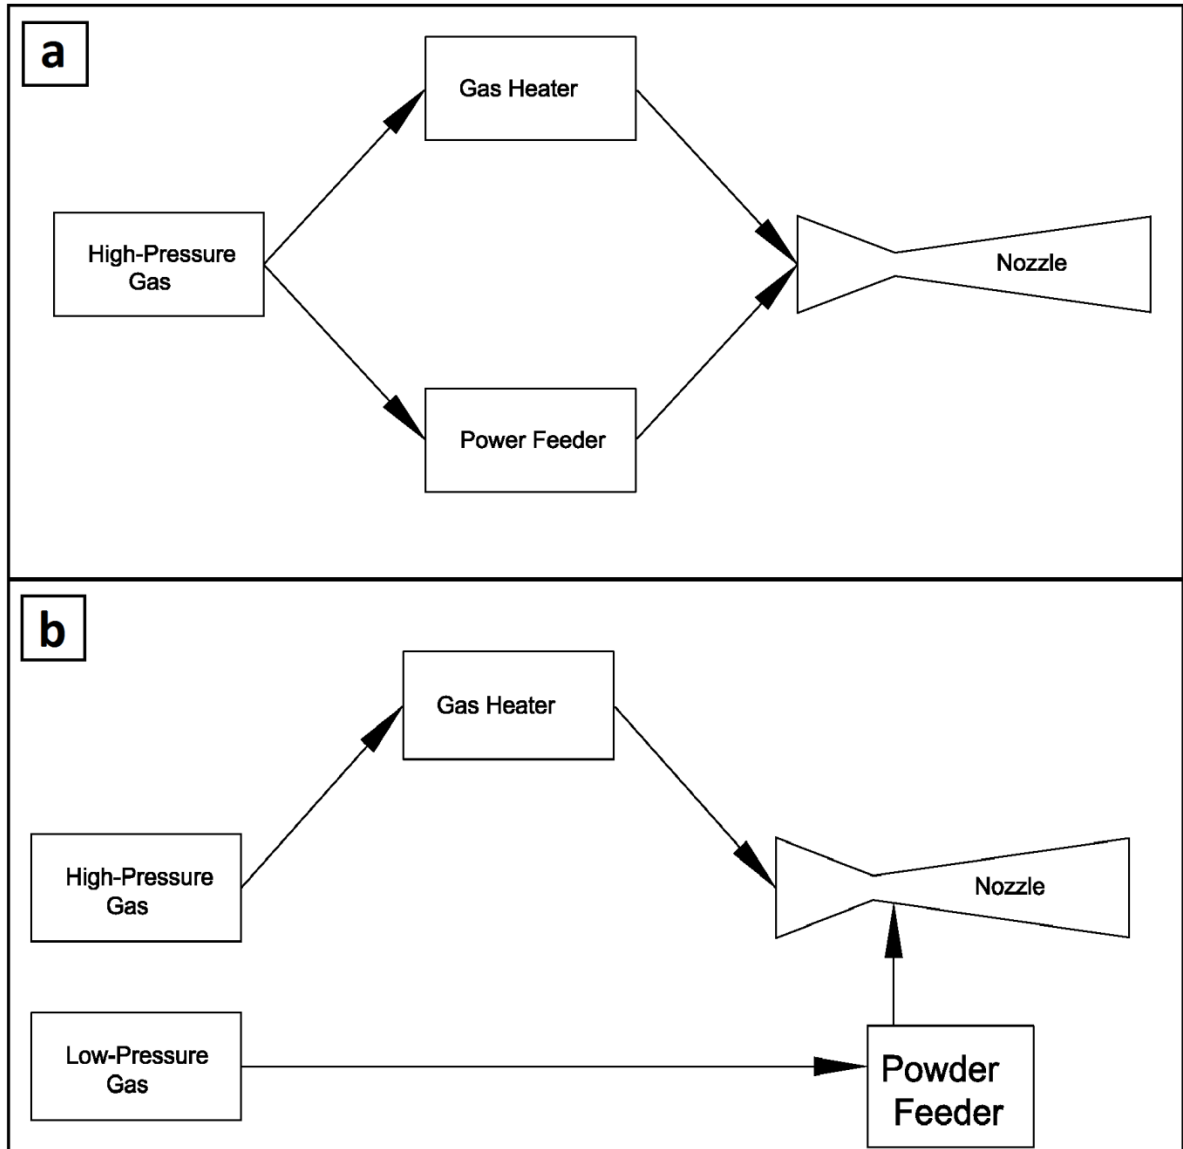 a
Gas Heater
High-Pressure
Gas
Nozzle
Power Feeder
b
Gas Heater
High-Pressure
Gas
Nozzle
Low-Pressure
Gas
Powder
Feeder